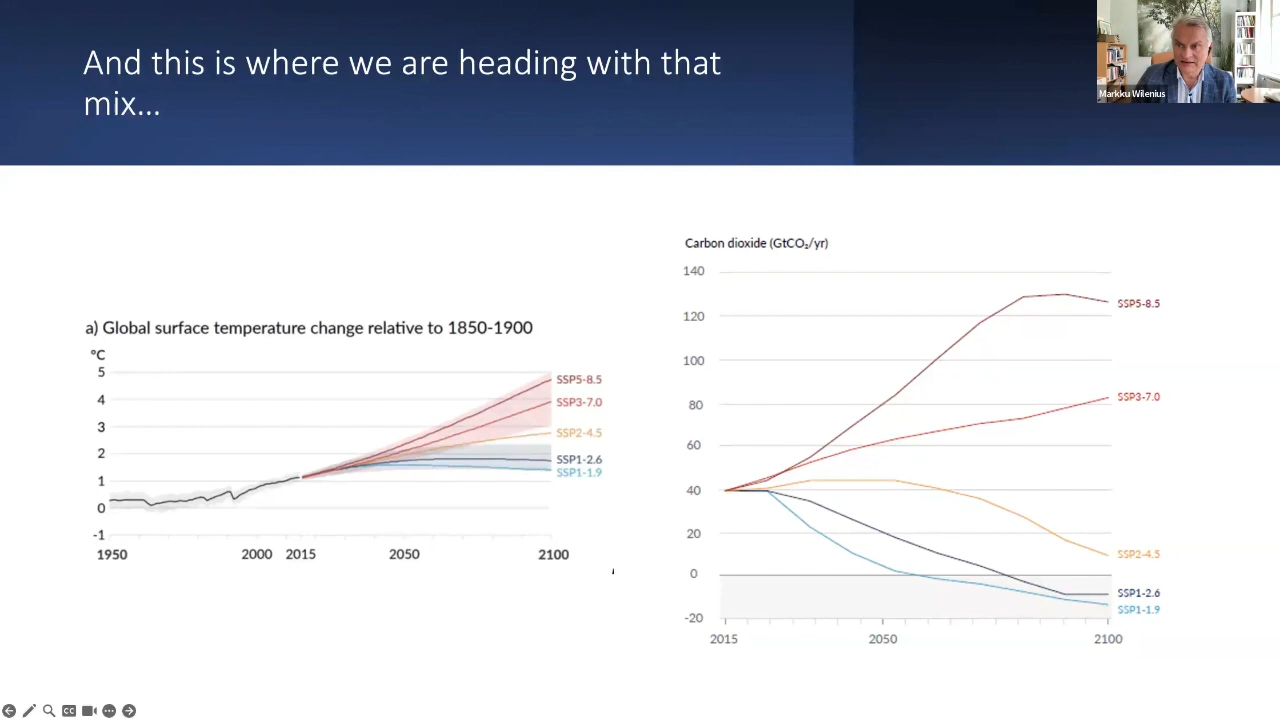 And this is where we are heading with that
mix...
Markku Wilenius
a) Global surface temperature change relative to 1850-1900
°C
5
4
3
2
1
0
-1
1950
2000
2015
2050
2100
SSP5-8.5
SSP3-7.0
SSP2-4.5
SSP1-2.6
SSP1-1.9
Carbon dioxide (GtCO₂/yr)
140
120
100
80
60
40
20
0
-20
2015
2050
2100
SSP5-8.5
SSP3-7.0
SSP2-4.5
SSP1-2.6
SSP1-1.9
CC